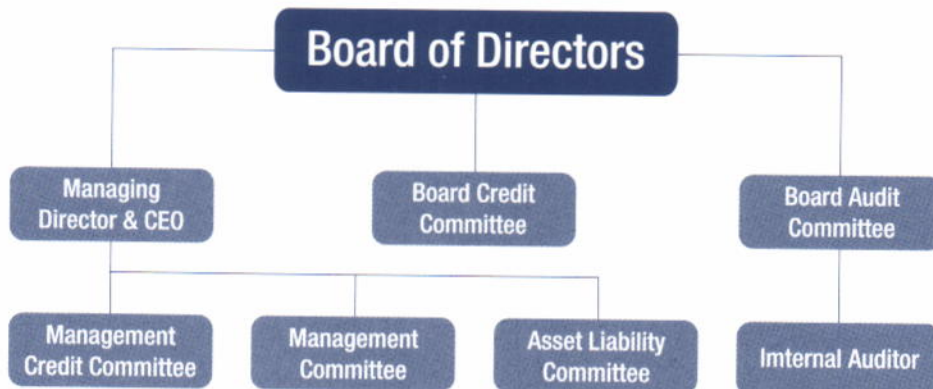 Board of Directors
Managing
Director & CEO
Board Credit
Committee
Board Audit
Committee
Management
Credit Committee
Management
Committee
Asset Liability
Committee
Imternal Auditor